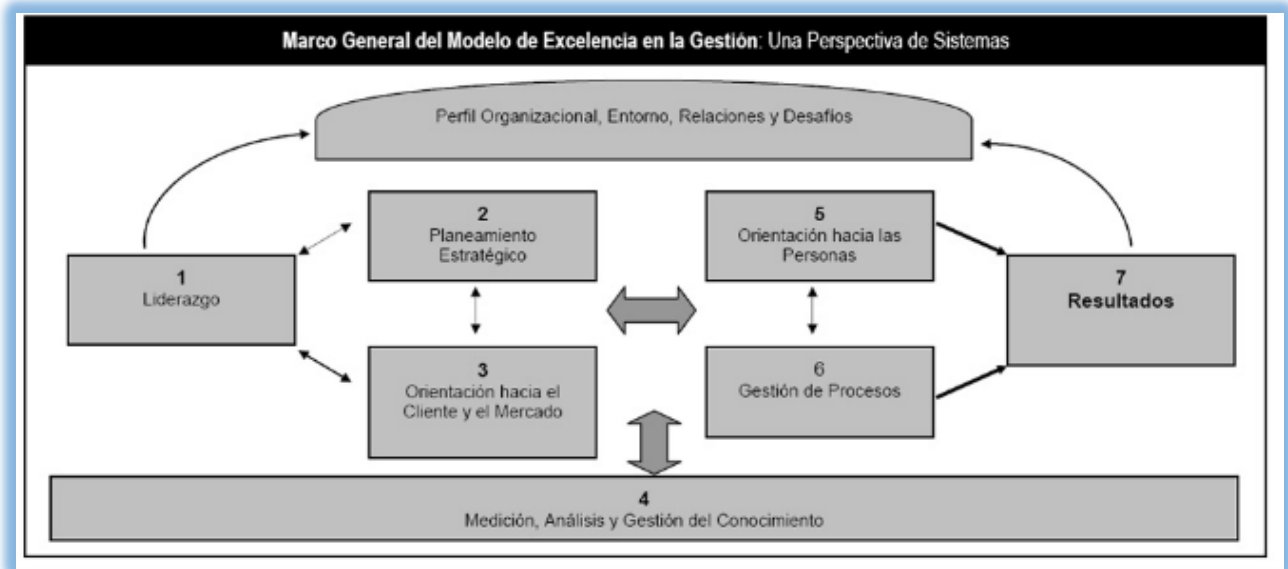 Marco General del Modelo de Excelencia en la Gestión: Una Perspectiva de Sistemas
Perfil Organizacional, Entorno, Relaciones y Desafíos
1
Liderazgo
2
Planeamiento
Estratégico
3
Orientación hacia el
Cliente y el Mercado
5
Orientación hacia las
Personas
6
Gestión de Procesos
7
Resultados
4
Medición, Análisis y Gestión del Conocimiento